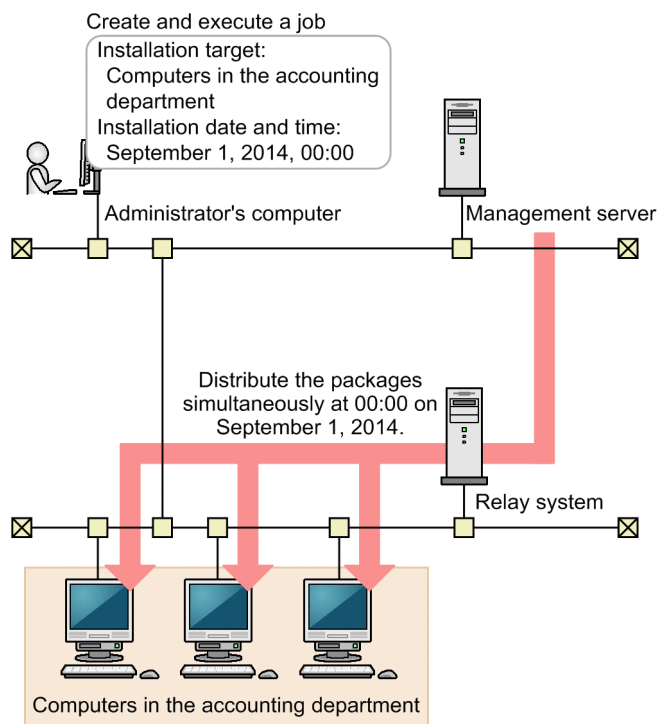 Create and execute a job
Installation target:
Computers in the accounting
department
Installation date and time:
September 1, 2014, 00:00
Administrator's computer
Management server
Distribute the packages
simultaneously at 00:00 on
September 1, 2014.
Relay system
Computers in the accounting department